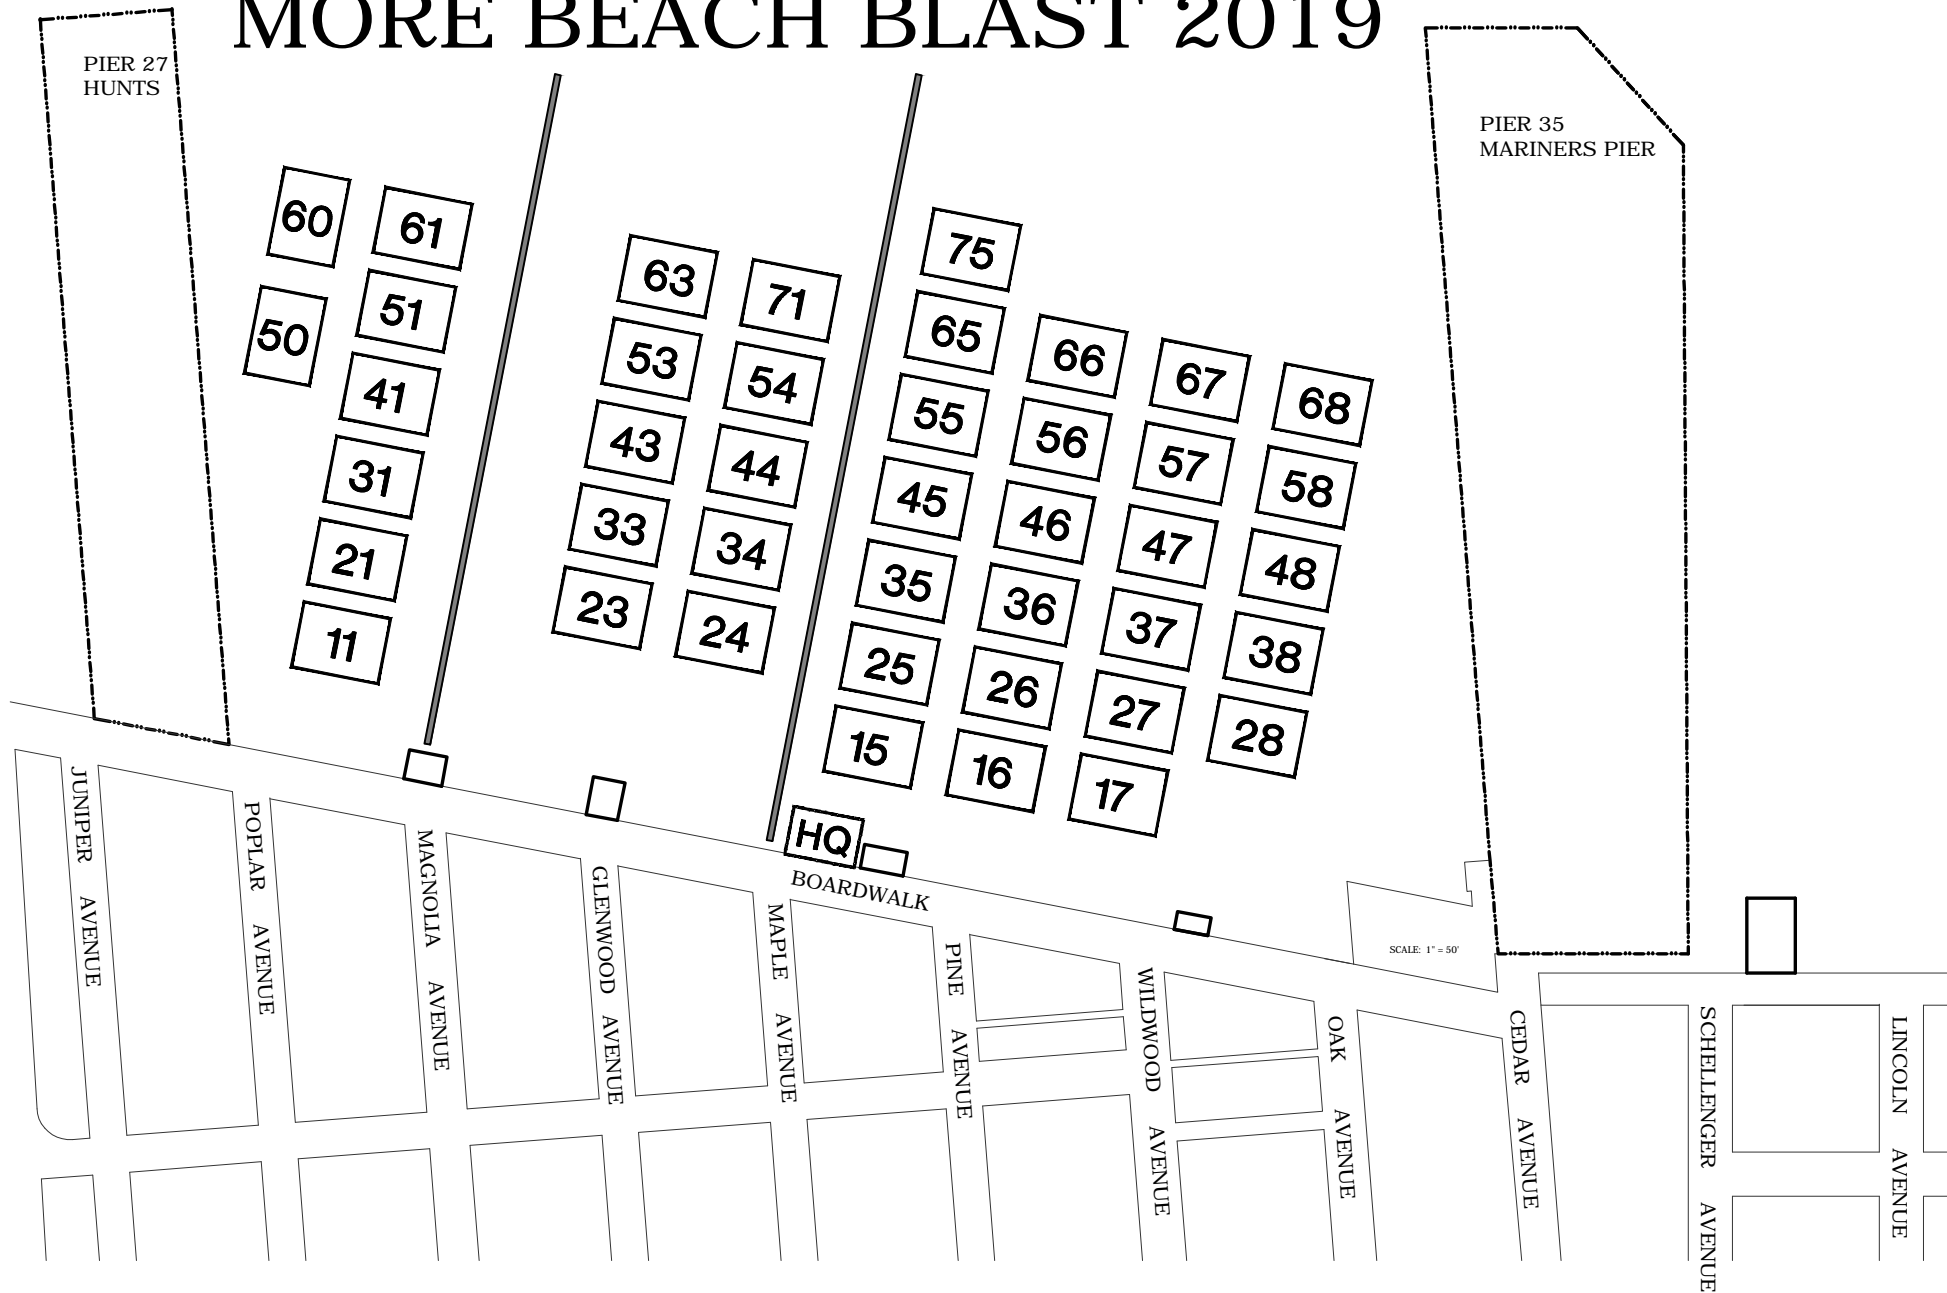 MORE BEACH BLAST 2019
PIER 27
HUNTS
PIER 35
MARINERS PIER
60
61
50
51
41
31
21
11
63
71
53
54
43
44
33
34
23
24
75
65
66
67
68
55
56
57
58
45
46
47
48
35
36
37
38
25
26
27
28
15
16
17
HQ
BOARDWALK
SCALE: 1" = 50'
JUNIPER AVENUE
POPLAR AVENUE
MAGNOLIA AVENUE
GLENWOOD AVENUE
MAPLE AVENUE
PINE AVENUE
WILDWOOD AVENUE
OAK AVENUE
CEDAR AVENUE
SCHELLENGER AVENUE
LINCOLN AVENUE